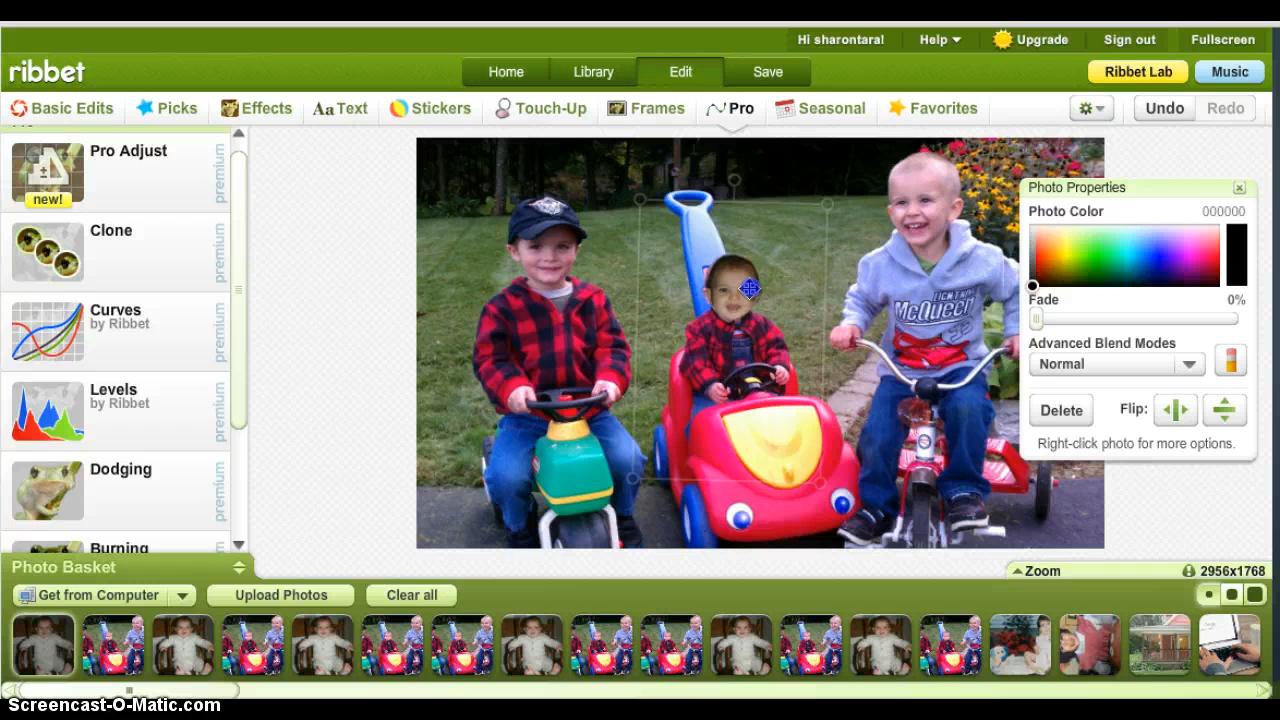 Hi sharontara! Help Upgrade Sign out Fullscreen
ribbet Home Library Edit Save Ribbet Lab Music
Basic Edits Picks Effects Aa Text Stickers Touch-Up Frames Pro Seasonal Favorites Undo Redo
Pro Adjust
premium
new!
Clone
premium
Curves
by Ribbet
premium
Levels
by Ribbet
premium
Dodging
premium
Burning
LIGHTNING
McQUEEN
Photo Properties
Photo Color 000000
Fade 0%
Advanced Blend Modes
Normal
Delete Flip:
Right-click photo for more options.
Photo Basket
Zoom 2956x1768
Get from Computer Upload Photos Clear all
Screencast-O-Matic.com